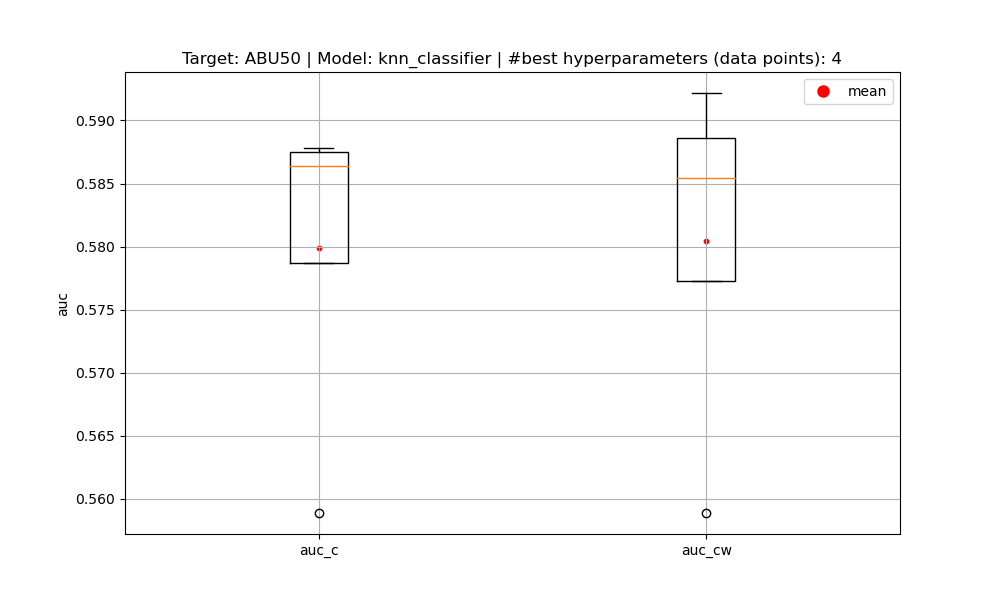 Target: ABU50 | Model: knn_classifier | #best hyperparameters (data points): 4
mean
0.590
0.585
0.580
0.575
0.570
0.565
0.560
auc
auc_c
auc_cw